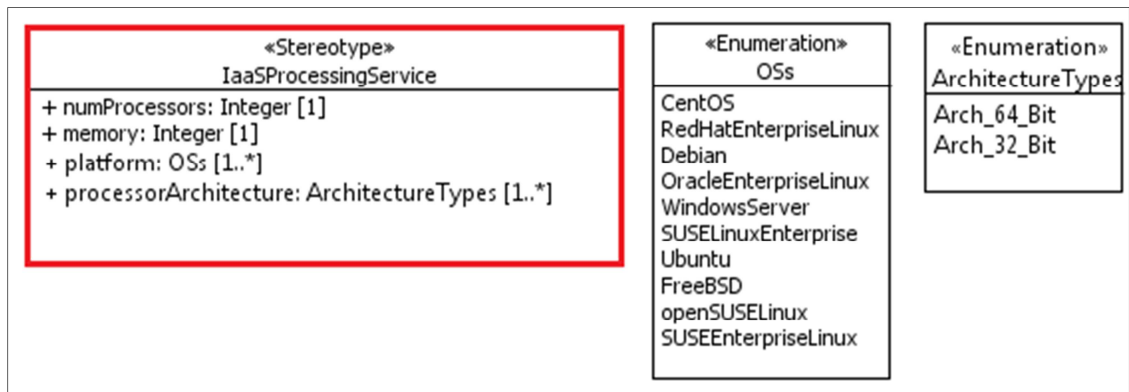 «Stereotype»
IaaSProcessingService
+ numProcessors: Integer [1]
+ memory: Integer [1]
+ platform: OSs [1..*]
+ processorArchitecture: ArchitectureTypes [1..*]
«Enumeration»
OSs
CentOS
RedHatEnterpriseLinux
Debian
OracleEnterpriseLinux
WindowsServer
SUSELinuxEnterprise
Ubuntu
FreeBSD
openSUSELinux
SUSEEnterpriseLinux
«Enumeration»
ArchitectureTypes
Arch_64_Bit
Arch_32_Bit